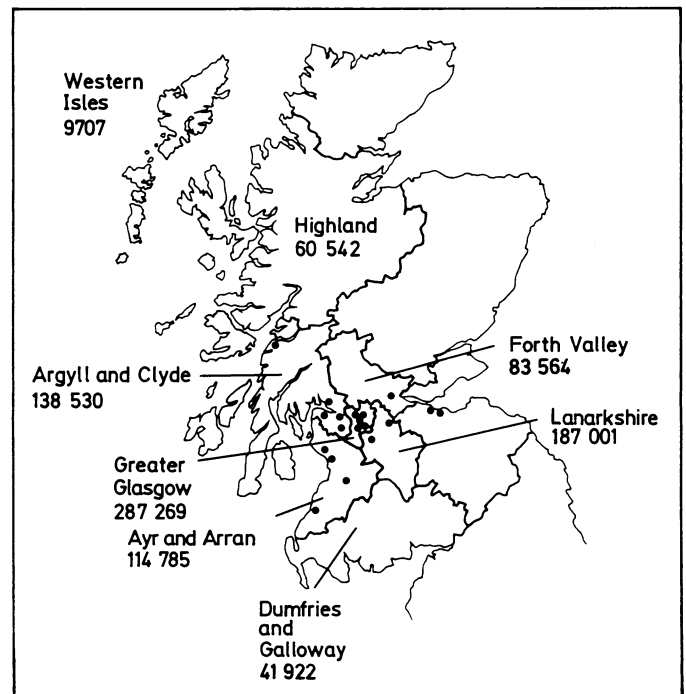 Western
Isles
9707
Highland
60 542
Forth Valley
83 564
Argyll and Clyde
138 530
Lanarkshire
187 001
Greater
Glasgow
287 269
Ayr and Arran
114 785
Dumfries
and
Galloway
41 922